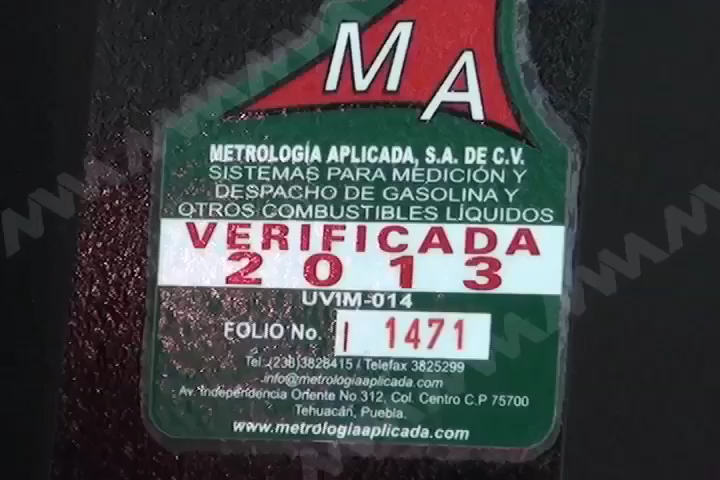 MA
METROLOGÍA APLICADA, S.A. DE C.V.
SISTEMAS PARA MEDICIÓN Y
DESPACHO DE GASOLINA Y
OTROS COMBUSTIBLES LÍQUIDOS
VERIFICADA
2013
UVIM-014
FOLIO No. 1471
Tel: (238)3828415 / Telefax 3825299
info@metrologiaaplicada.com
Av. Independencia Oriente No 312, Col. Centro C.P 75700
Tehuacán, Puebla.
www.metrologiaaplicada.com